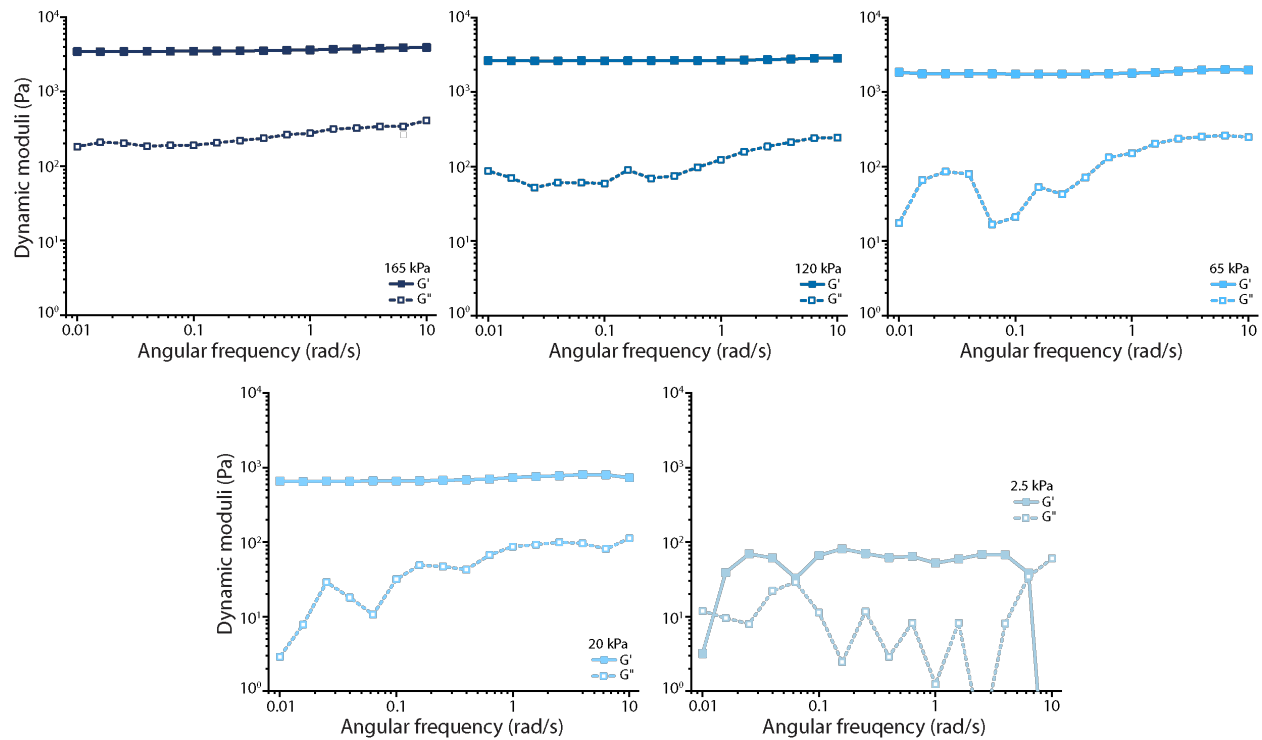 10⁴ 10⁴ 10⁴
Dynamic moduli (Pa)
10³ 10³ 10³
10² 10² 10²
10¹ 10¹ 10¹
165 kPa 120 kPa 65 kPa
G' G' G'
G" G" G"
10⁰ 10⁰ 10⁰
0.01 0.1 1 10 0.01 0.1 1 10 0.01 0.1 1 10
Angular frequency (rad/s) Angular frequency (rad/s) Angular frequency (rad/s)
10⁴ 10⁴
Dynamic moduli (Pa)
10³ 10³
2.5 kPa
G'
G"
10² 10²
10¹ 10¹
20 kPa
G'
G"
10⁰ 10⁰
0.01 0.1 1 10 0.01 0.1 1 10
Angular frequency (rad/s) Angular freuqency (rad/s)